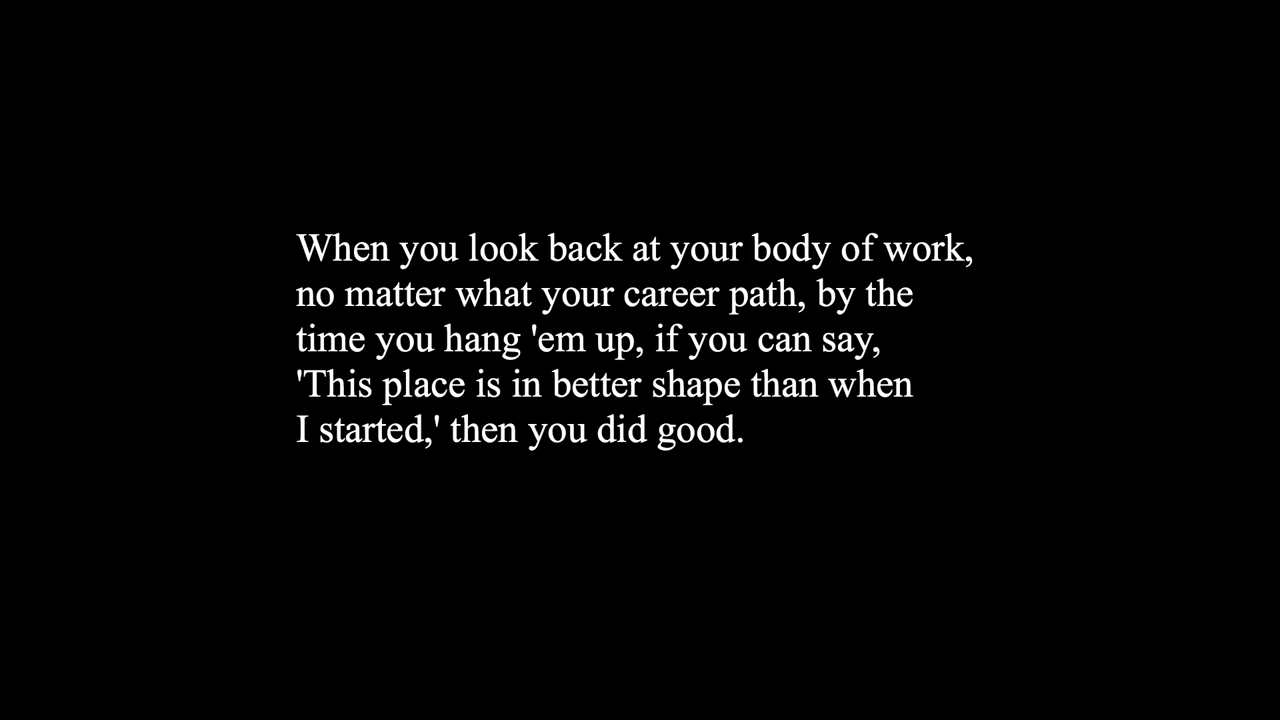 When you look back at your body of work,
no matter what your career path, by the
time you hang 'em up, if you can say,
'This place is in better shape than when
I started,' then you did good.